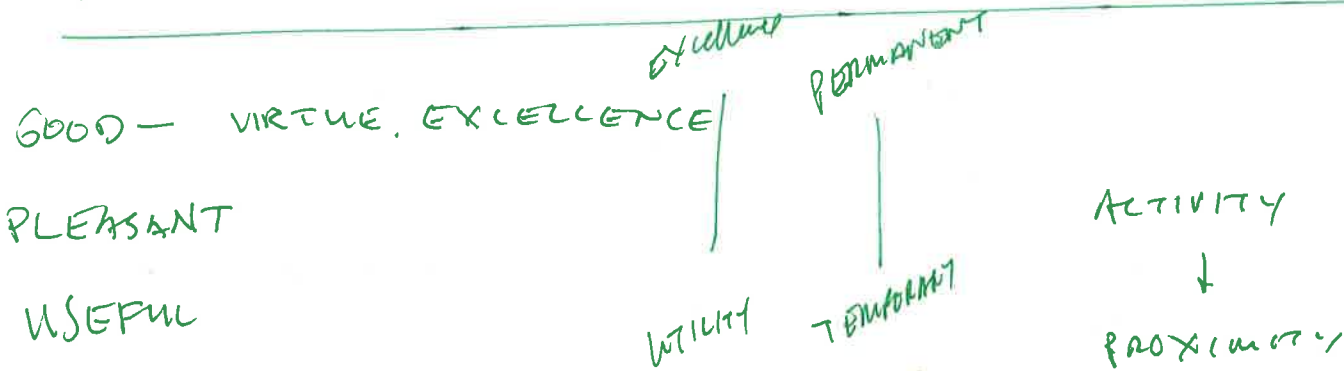 Excellence
PERMANENT
GOOD — VIRTUE. EXCELLENCE
PLEASANT
ACTIVITY
USEFUL
UTILITY
TEMPORARY
PROXIMITY